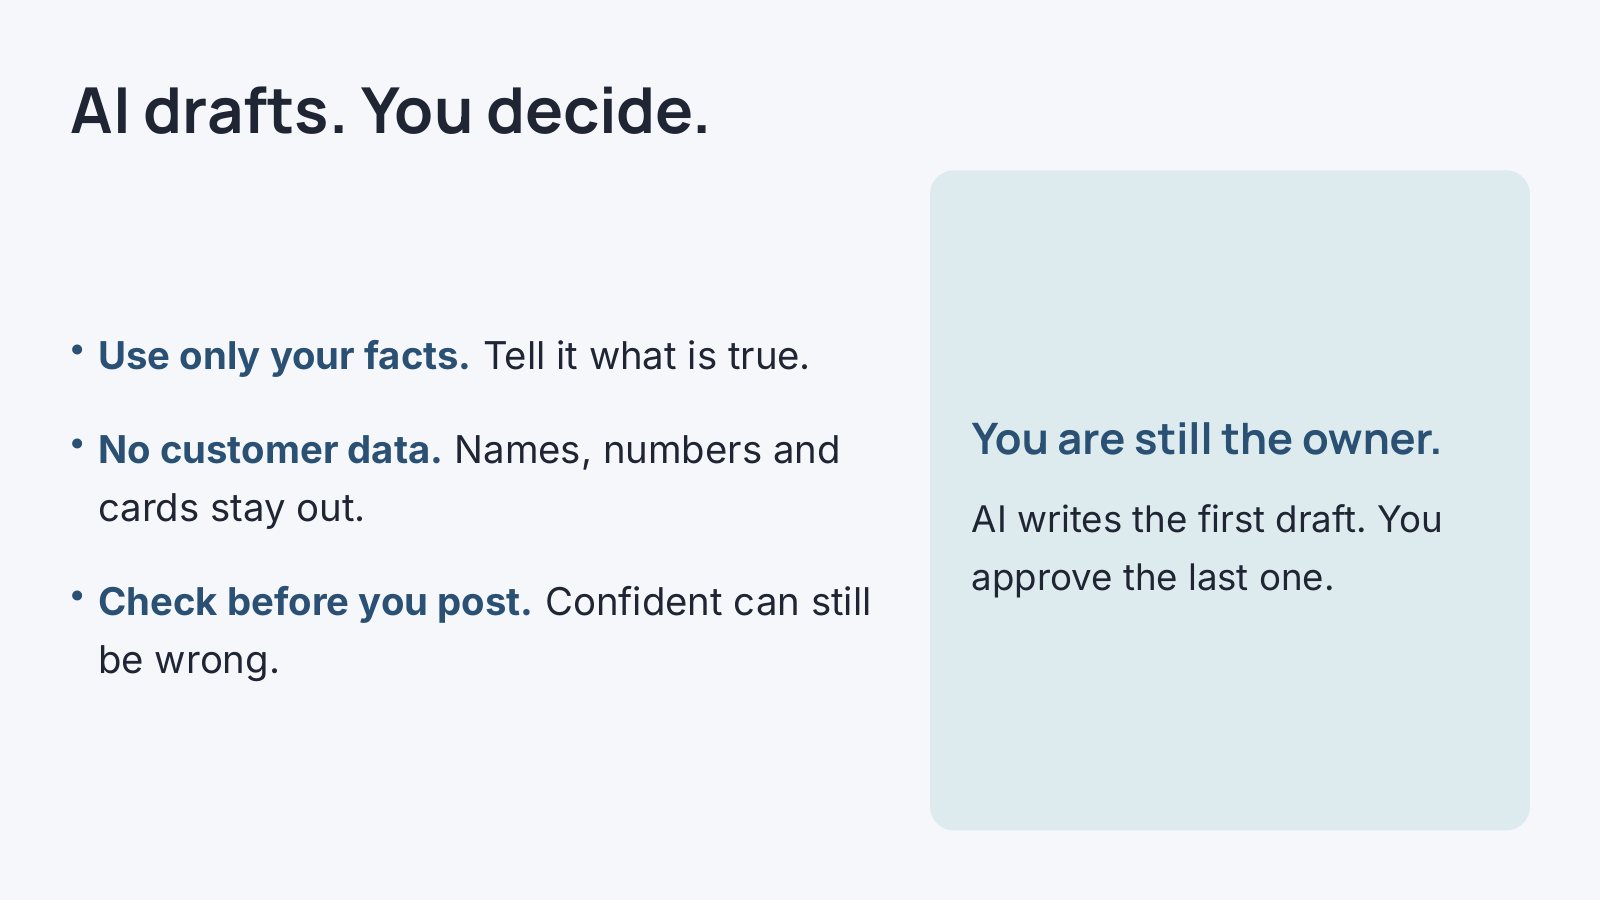 AI drafts. You decide.
• Use only your facts. Tell it what is true.
• No customer data. Names, numbers and
cards stay out.
• Check before you post. Confident can still
be wrong.
You are still the owner.
AI writes the first draft. You
approve the last one.